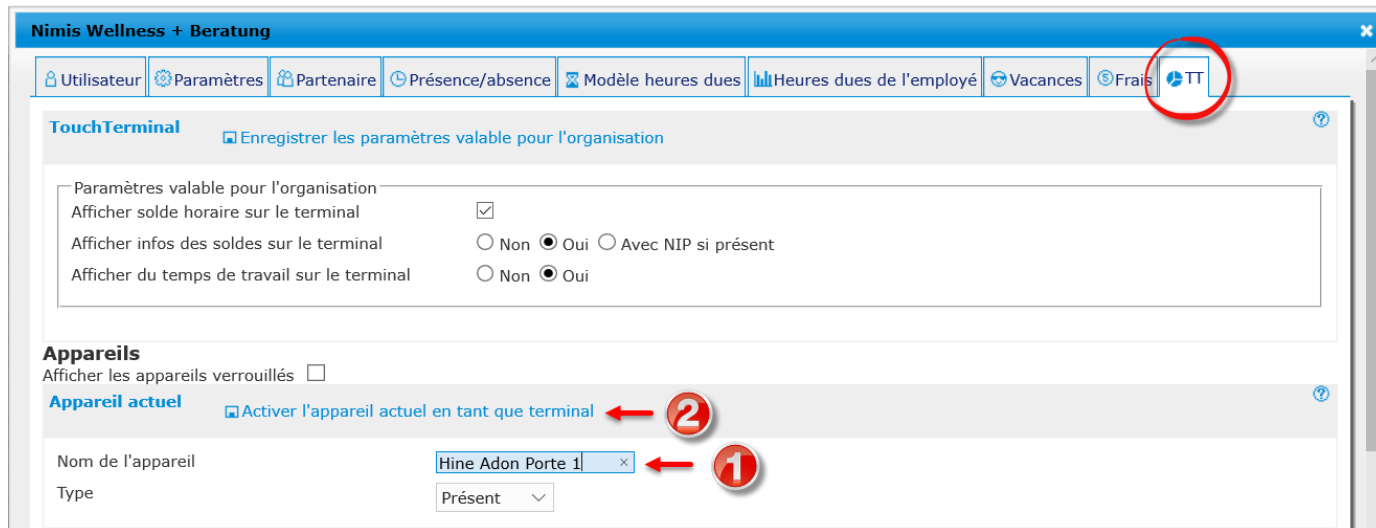 Nimis Wellness + Beratung
Utilisateur Paramètres Partenaire Présence/absence Modèle heures dues Heures dues de l'employé Vacances Frais TT
TouchTerminal Enregistrer les paramètres valable pour l'organisation
Paramètres valable pour l'organisation
Afficher solde horaire sur le terminal
Afficher infos des soldes sur le terminal Non Oui Avec NIP si présent
Afficher du temps de travail sur le terminal Non Oui
Appareils
Afficher les appareils verrouillés
Appareil actuel Activer l'appareil actuel en tant que terminal 2
Nom de l'appareil Hine Adon Porte 1 × 1
Type Présent